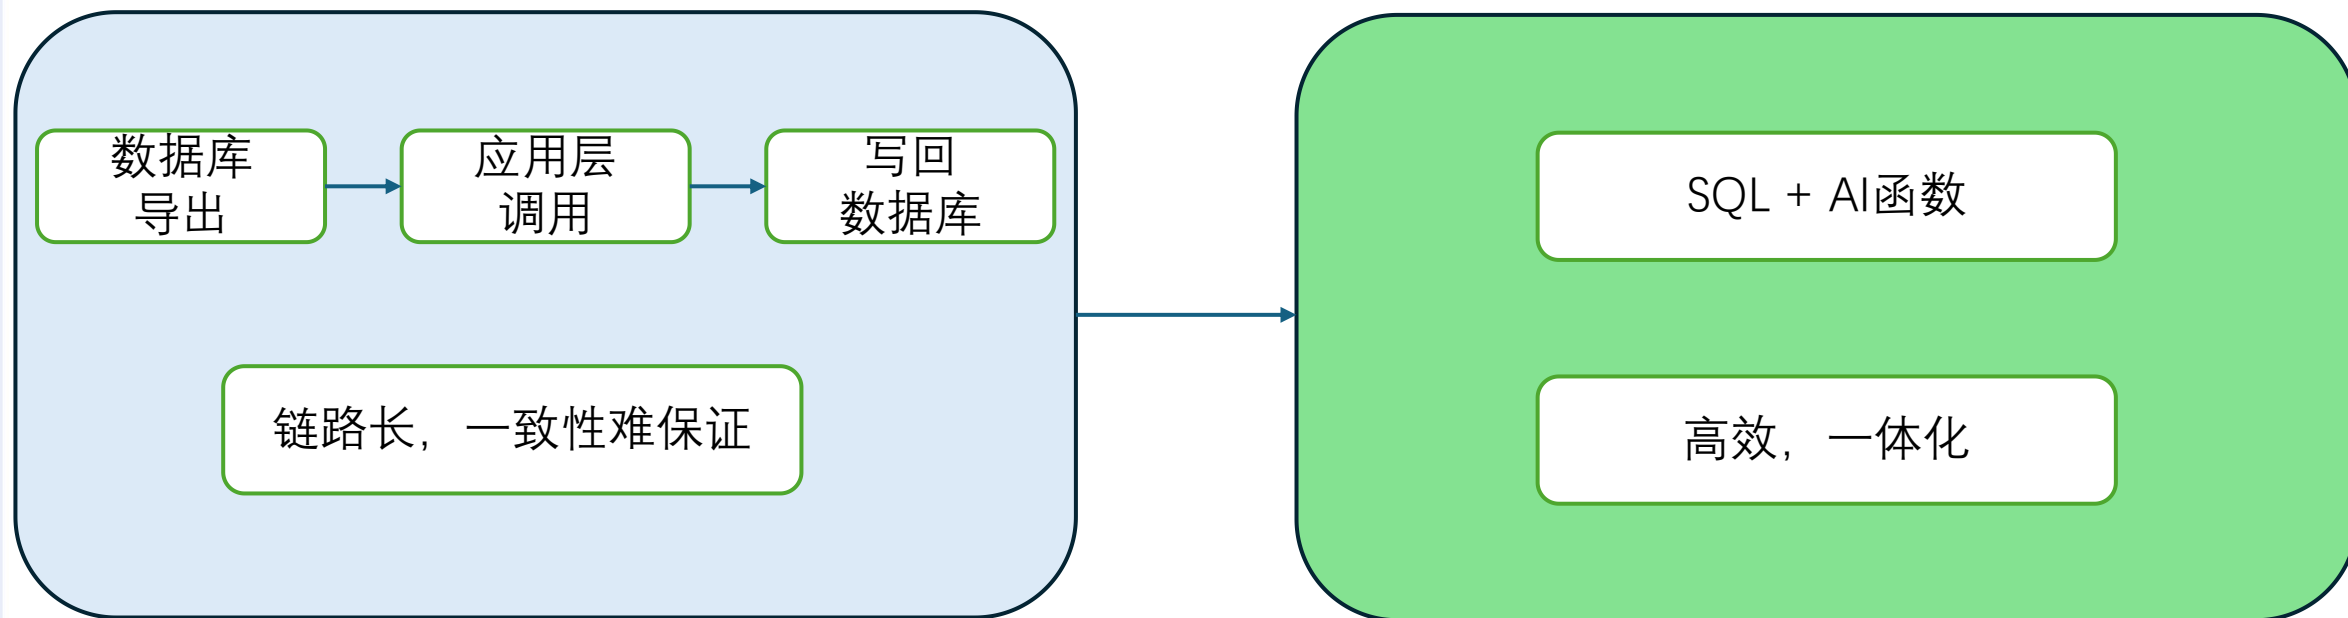 数据库
导出
应用层
调用
写回
数据库
链路长，一致性难保证
SQL + AI函数
高效，一体化